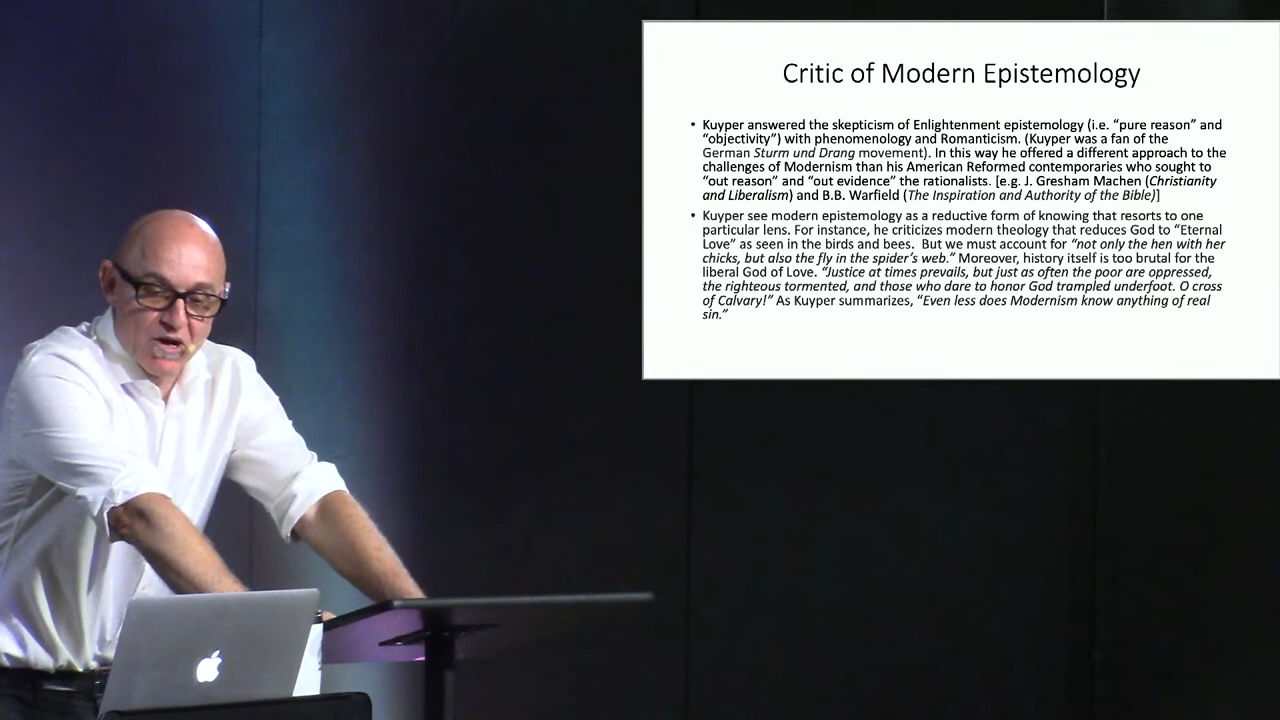 Critic of Modern Epistemology
• Kuyper answered the skepticism of Enlightenment epistemology (i.e. “pure reason” and
“objectivity”) with phenomenology and Romanticism. (Kuyper was a fan of the
German Sturm und Drang movement). In this way he offered a different approach to the
challenges of Modernism than his American Reformed contemporaries who sought to
“out reason” and “out evidence” the rationalists. [e.g. J. Gresham Machen (Christianity
and Liberalism) and B.B. Warfield (The Inspiration and Authority of the Bible)]
• Kuyper see modern epistemology as a reductive form of knowing that resorts to one
particular lens. For instance, he criticizes modern theology that reduces God to “Eternal
Love” as seen in the birds and bees.  But we must account for “not only the hen with her
chicks, but also the fly in the spider’s web.” Moreover, history itself is too brutal for the
liberal God of Love. “Justice at times prevails, but just as often the poor are oppressed,
the righteous tormented, and those who dare to honor God trampled underfoot. O cross
of Calvary!” As Kuyper summarizes, “Even less does Modernism know anything of real
sin.”